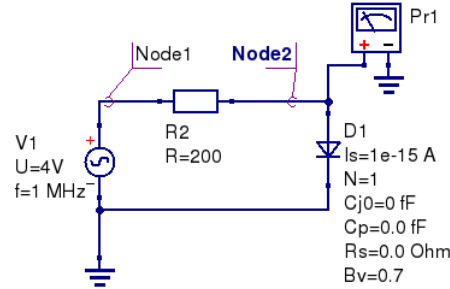 Pr1
Node1
Node2
+ −
+
V1
U=4V
f=1 MHz
−
R2
R=200
D1
Is=1e-15 A
N=1
Cj0=0 fF
Cp=0.0 fF
Rs=0.0 Ohm
Bv=0.7